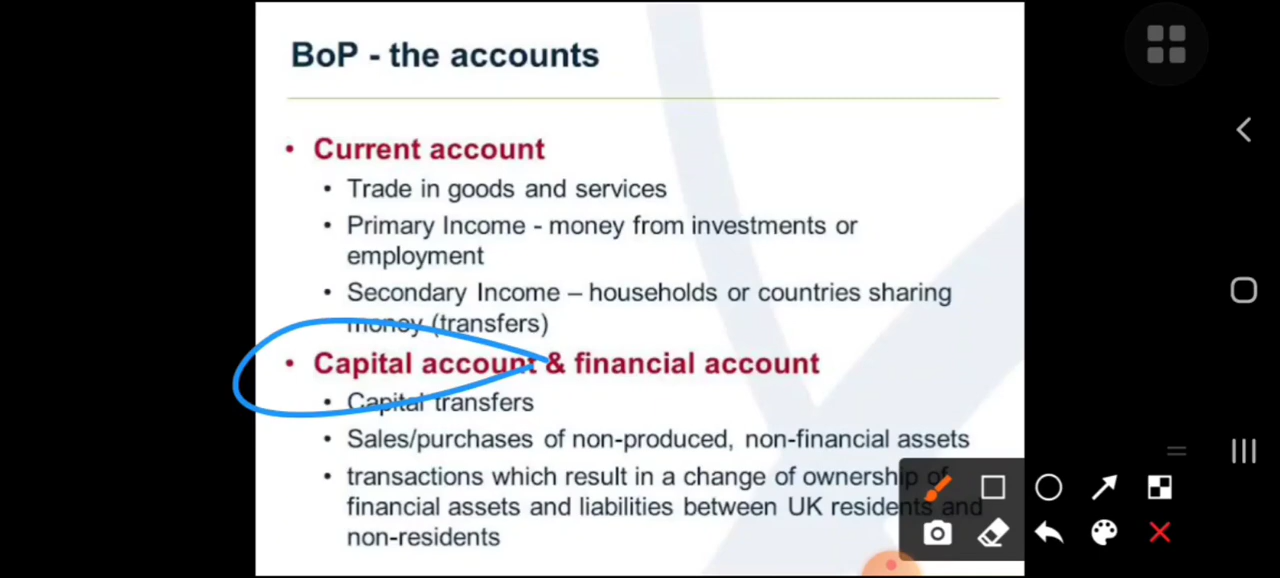 BoP - the accounts
• Current account
• Trade in goods and services
• Primary Income - money from investments or
employment
• Secondary Income – households or countries sharing
money (transfers)
• Capital account & financial account
• Capital transfers
• Sales/purchases of non-produced, non-financial assets
• transactions which result in a change of ownership of
financial assets and liabilities between UK residents and
non-residents